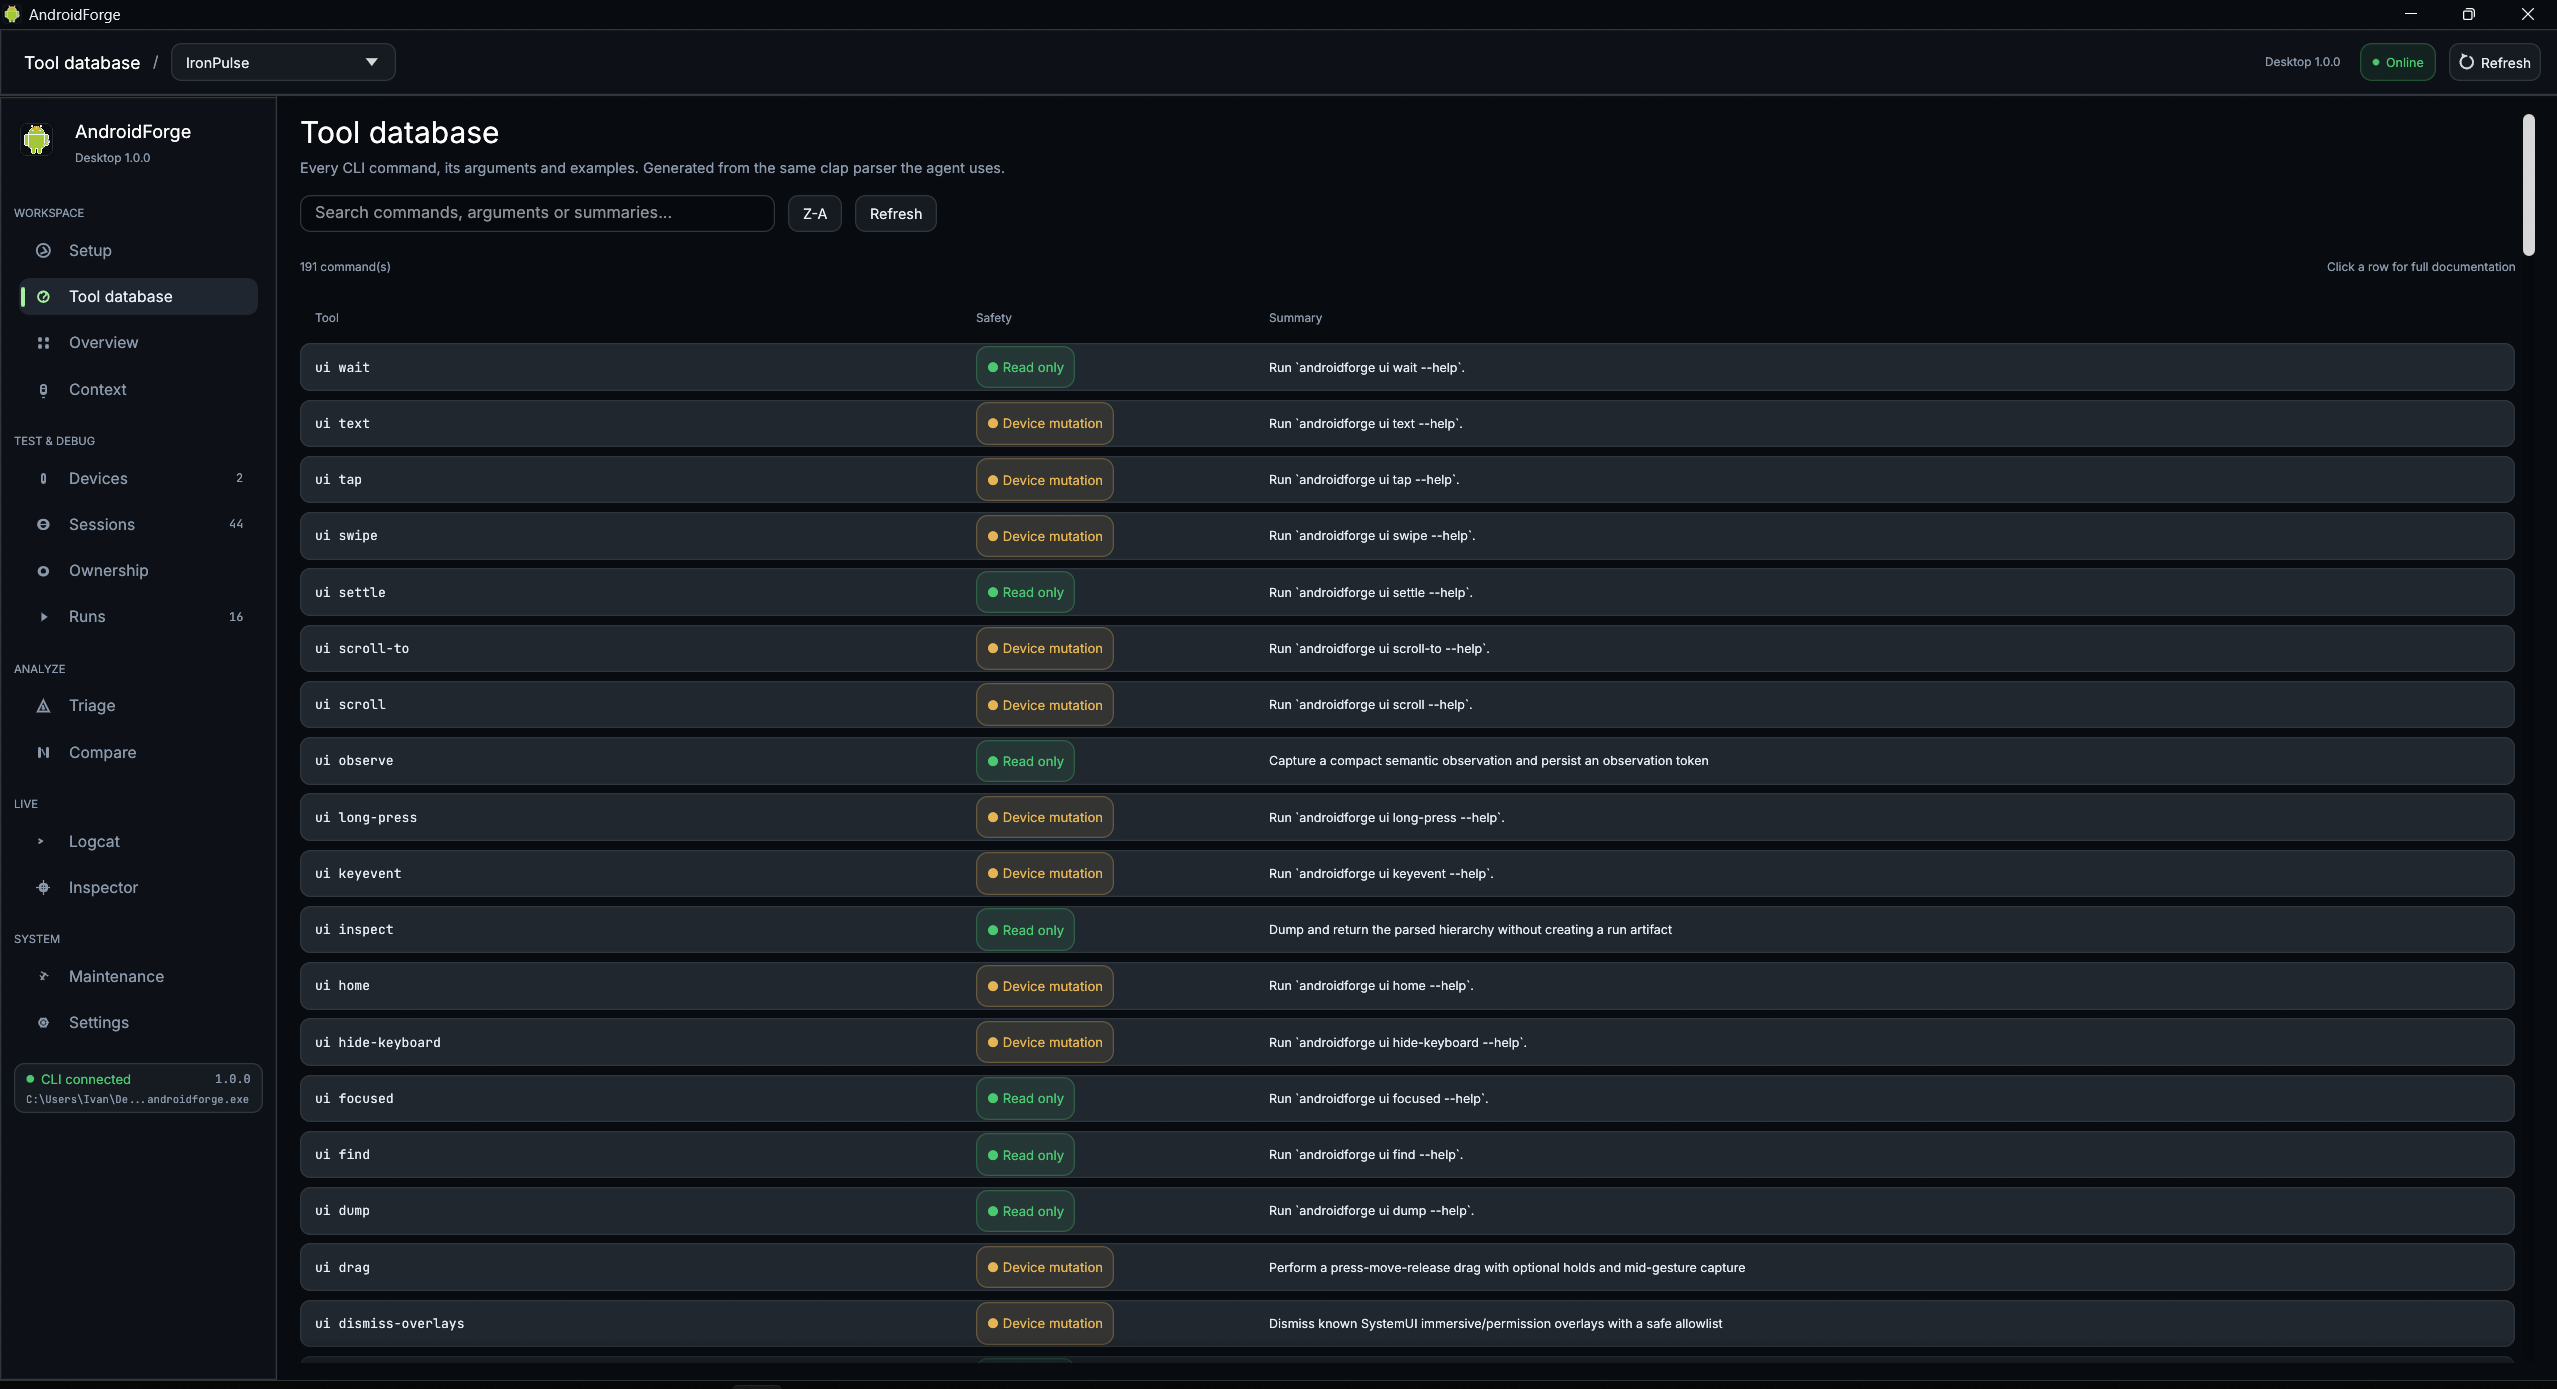 AndroidForge
Tool database / IronPulse
Desktop 1.0.0
Online
Refresh
AndroidForge
Desktop 1.0.0
WORKSPACE
Setup
Tool database
Overview
Context
TEST & DEBUG
Devices 2
Sessions 44
Ownership
Runs 16
ANALYZE
Triage
Compare
LIVE
Logcat
Inspector
SYSTEM
Maintenance
Settings
CLI connected 1.0.0
C:\Users\Ivan\De...androidforge.exe
Tool database
Every CLI command, its arguments and examples. Generated from the same clap parser the agent uses.
Search commands, arguments or summaries...
Z-A
Refresh
191 command(s)
Click a row for full documentation
Tool Safety Summary
ui wait Read only Run `androidforge ui wait --help`.
ui text Device mutation Run `androidforge ui text --help`.
ui tap Device mutation Run `androidforge ui tap --help`.
ui swipe Device mutation Run `androidforge ui swipe --help`.
ui settle Read only Run `androidforge ui settle --help`.
ui scroll-to Device mutation Run `androidforge ui scroll-to --help`.
ui scroll Device mutation Run `androidforge ui scroll --help`.
ui observe Read only Capture a compact semantic observation and persist an observation token
ui long-press Device mutation Run `androidforge ui long-press --help`.
ui keyevent Device mutation Run `androidforge ui keyevent --help`.
ui inspect Read only Dump and return the parsed hierarchy without creating a run artifact
ui home Device mutation Run `androidforge ui home --help`.
ui hide-keyboard Device mutation Run `androidforge ui hide-keyboard --help`.
ui focused Read only Run `androidforge ui focused --help`.
ui find Read only Run `androidforge ui find --help`.
ui dump Read only Run `androidforge ui dump --help`.
ui drag Device mutation Perform a press-move-release drag with optional holds and mid-gesture capture
ui dismiss-overlays Device mutation Dismiss known SystemUI immersive/permission overlays with a safe allowlist